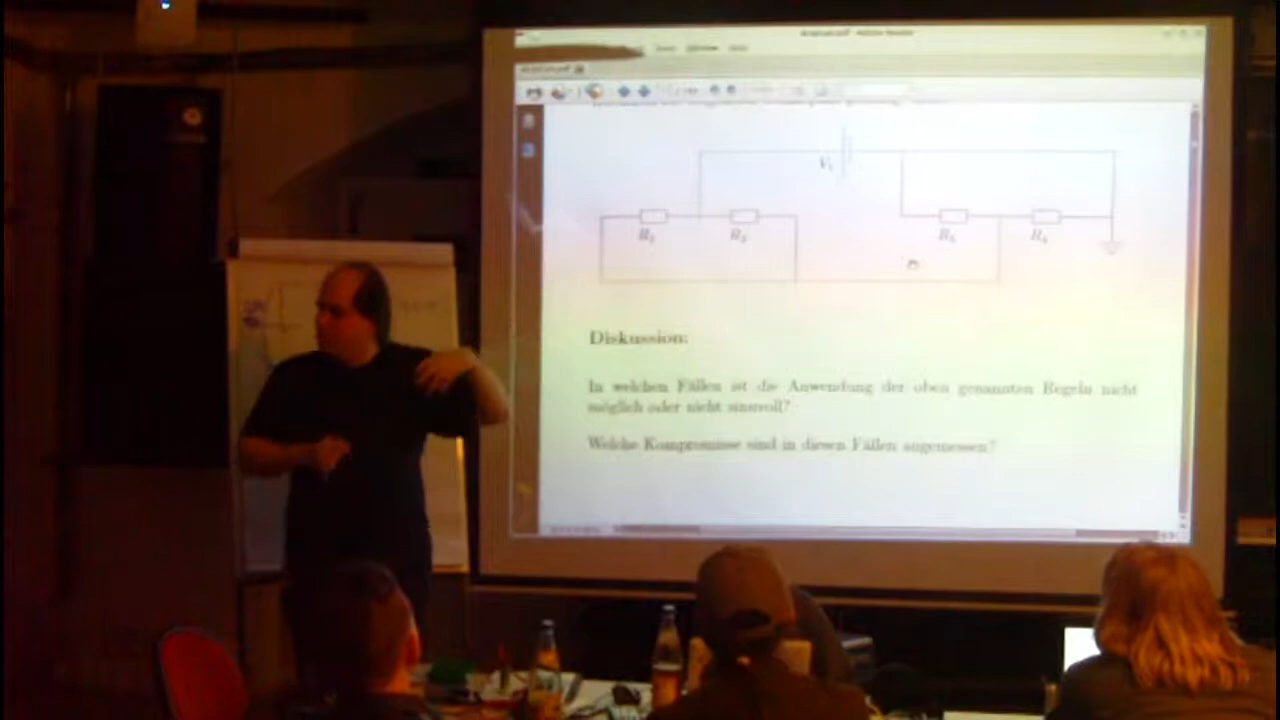 V₁
R₁ R₂ R₃ R₄
Diskussion:
In welchen Fällen ist die Anwendung der oben genannten Regeln nicht
möglich oder nicht sinnvoll?
Welche Kompromisse sind in diesen Fällen angemessen?